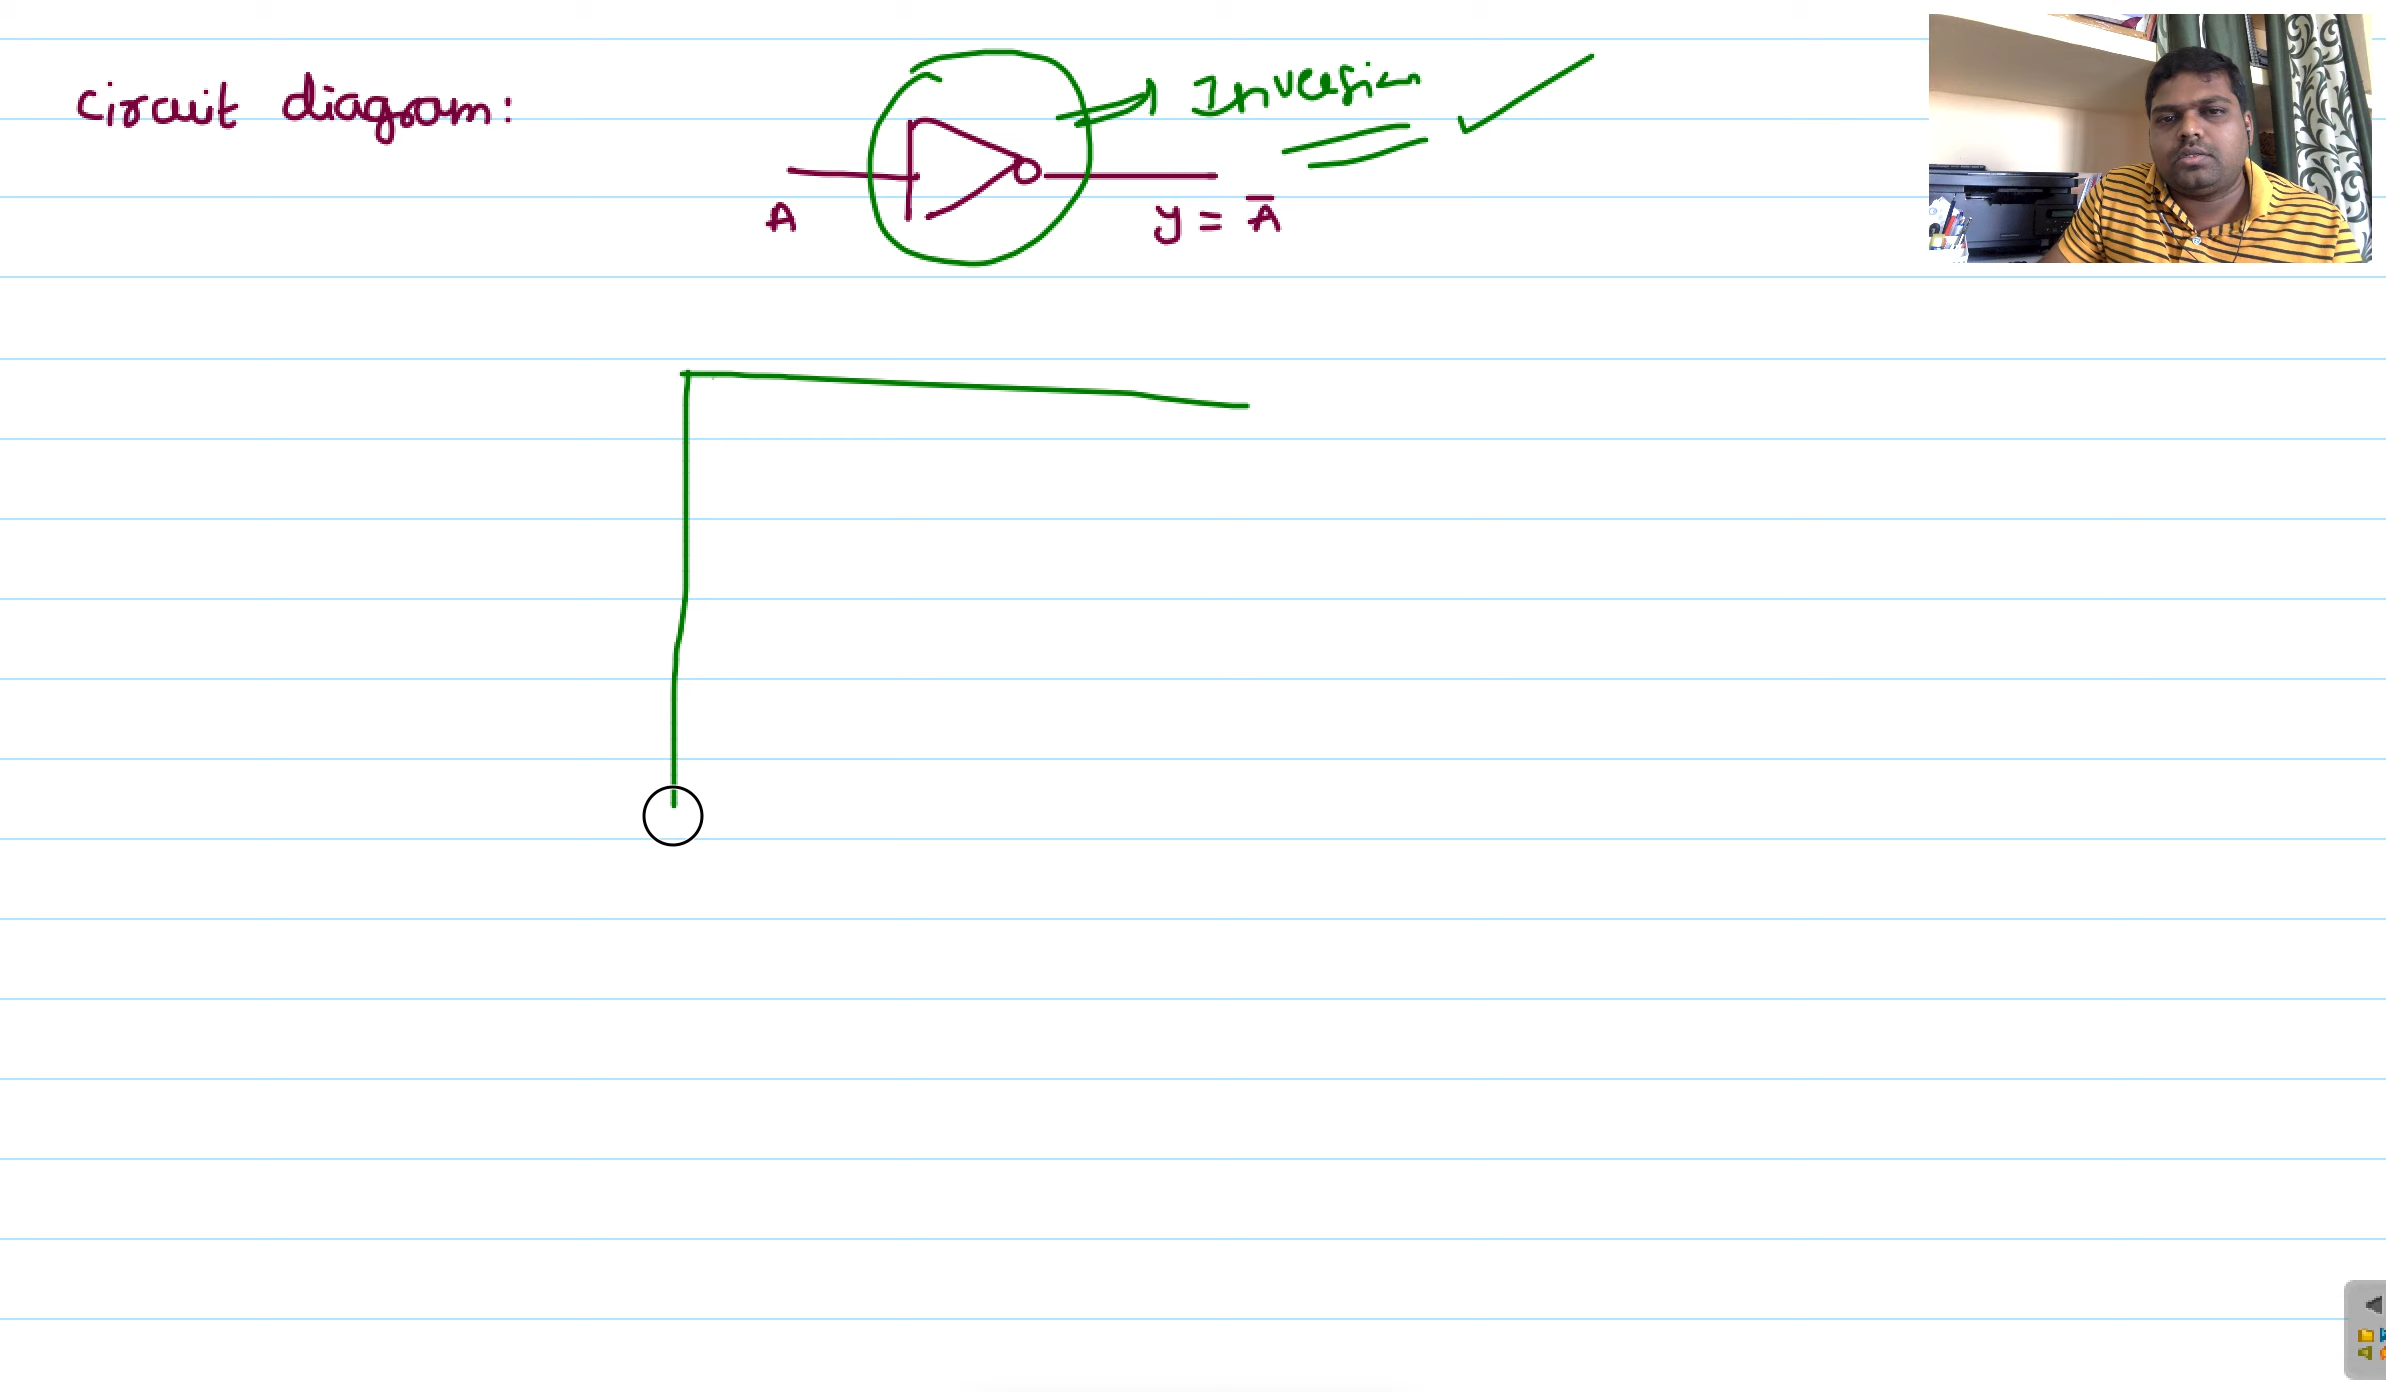 Circuit diagram:
Inversion
A
y = A̅